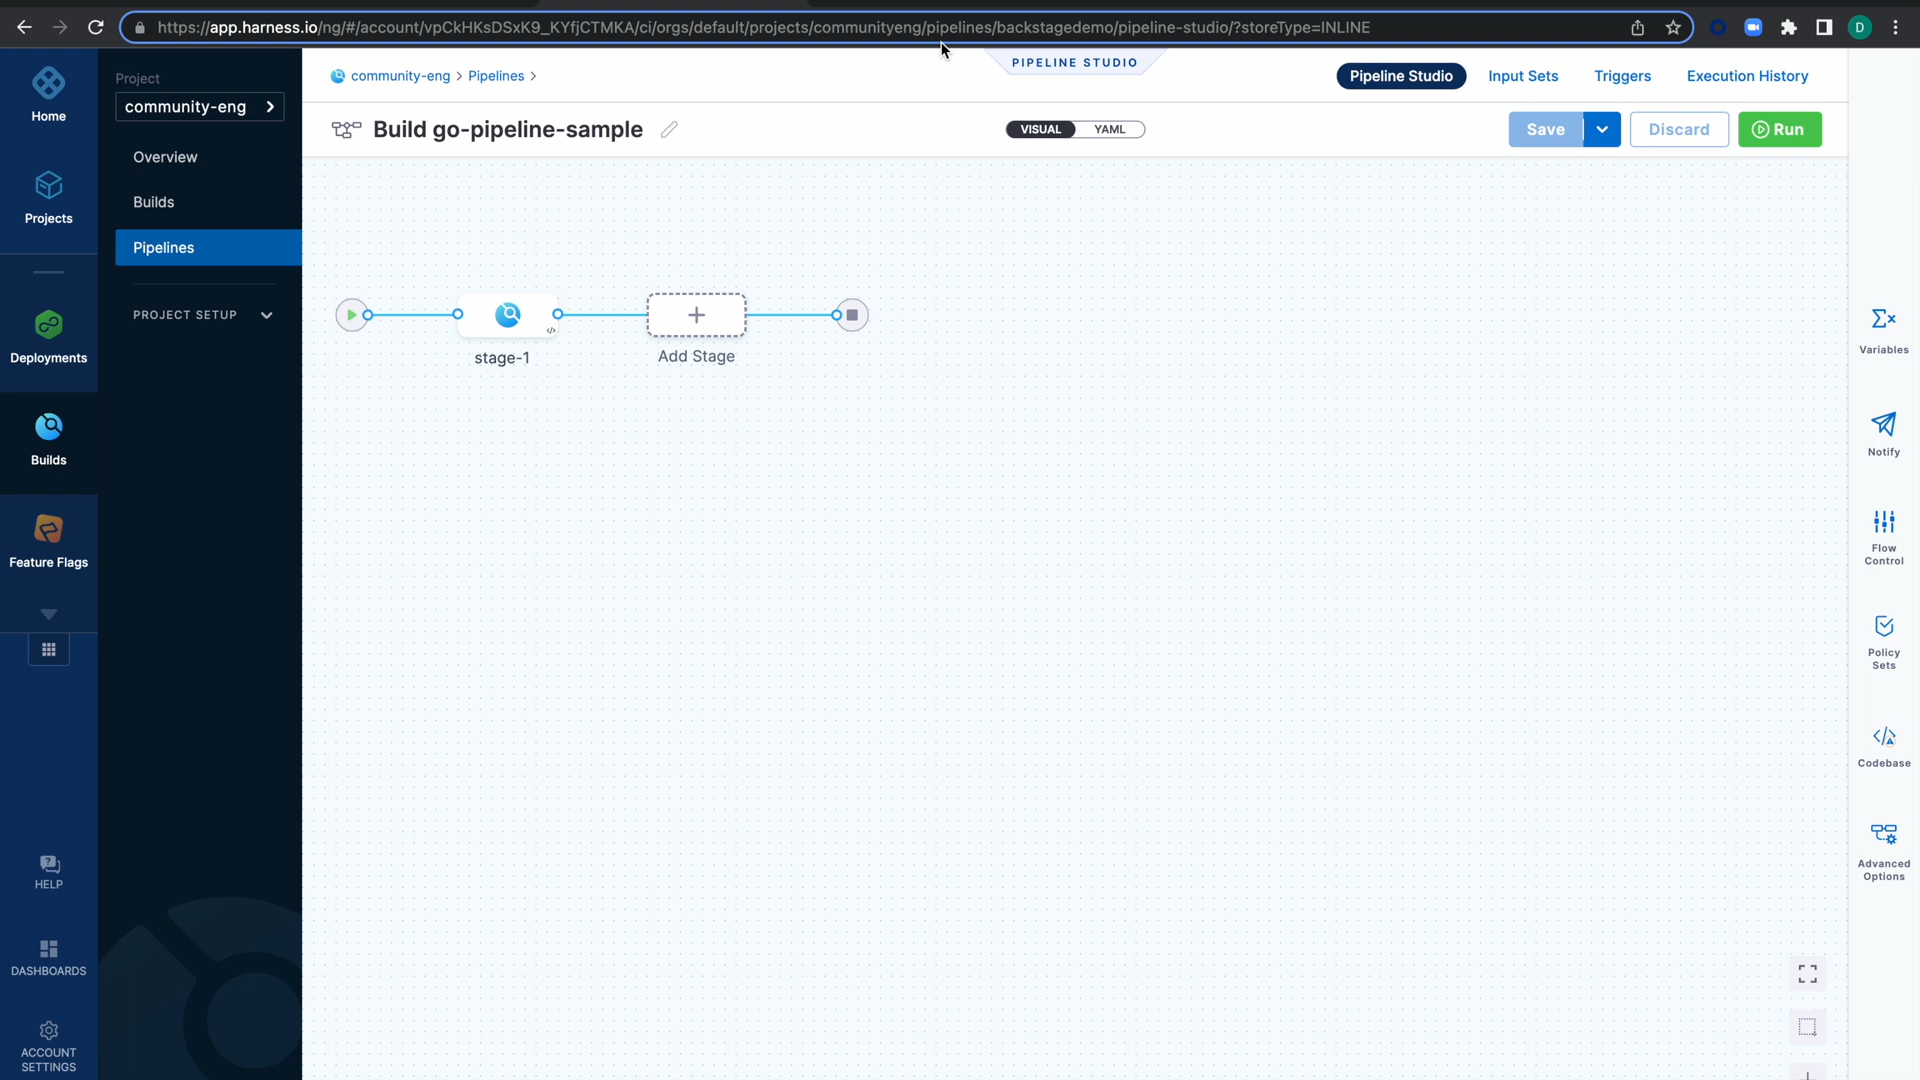 https://app.harness.io/ng/#/account/vpCkHKsDSxK9_KYfjCTMKA/ci/orgs/default/projects/communityeng/pipelines/backstagedemo/pipeline-studio/?storeType=INLINE
D
Home
Projects
Deployments
Builds
Feature Flags
HELP
DASHBOARDS
ACCOUNT
SETTINGS
Project
community-eng
Overview
Builds
Pipelines
PROJECT SETUP
community-eng > Pipelines >
PIPELINE STUDIO
Pipeline Studio
Input Sets
Triggers
Execution History
Build go-pipeline-sample
VISUAL
YAML
Save
Discard
Run
stage-1
Add Stage
Variables
Notify
Flow
Control
Policy
Sets
Codebase
Advanced
Options